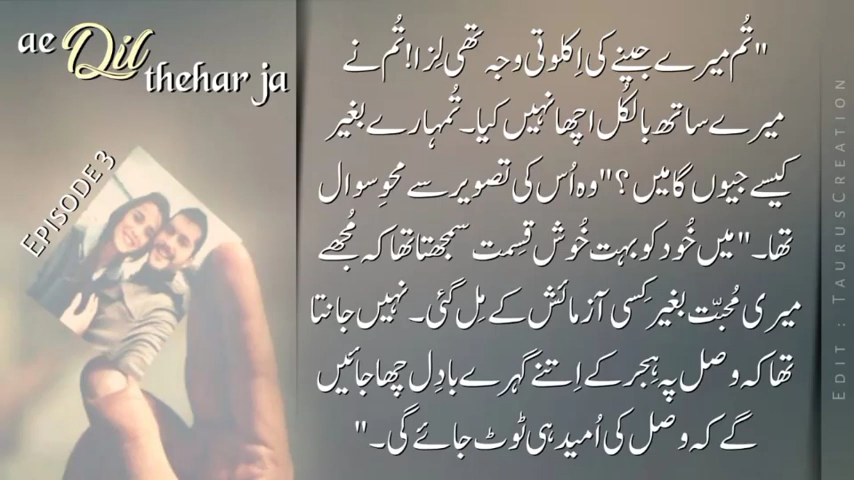 ae Dil
thehar ja
EPISODE 3
"تُم میرے جینے کی اِکلوتی وجہ تھی لِزا! تُم نے
میرے ساتھ بالکُل اچھا نہیں کیا۔ تُمہارے بغیر
کیسے جیوں گا میں؟" وہ اُس کی تصویر سے محوِ سوال
تھا۔ "میں خُود کو بہت خُوش قِسمت سمجھتا تھا کہ مُجھے
میری مُحبّت بغیر کِسی آزمائش کے مِل گئی۔ نہیں جانتا
تھا کہ وصل پہ ہِجر کے اِتنے گہرے بادِل چھا جائیں
گے کہ وصل کی اُمید ہی ٹوٹ جائے گی۔"
EDIT : TAURUSCREATION